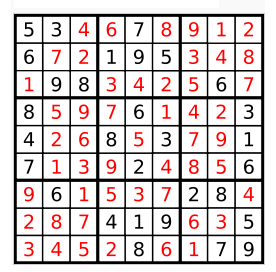 5 3 4 6 7 8 9 1 2
6 7 2 1 9 5 3 4 8
1 9 8 3 4 2 5 6 7
8 5 9 7 6 1 4 2 3
4 2 6 8 5 3 7 9 1
7 1 3 9 2 4 8 5 6
9 6 1 5 3 7 2 8 4
2 8 7 4 1 9 6 3 5
3 4 5 2 8 6 1 7 9